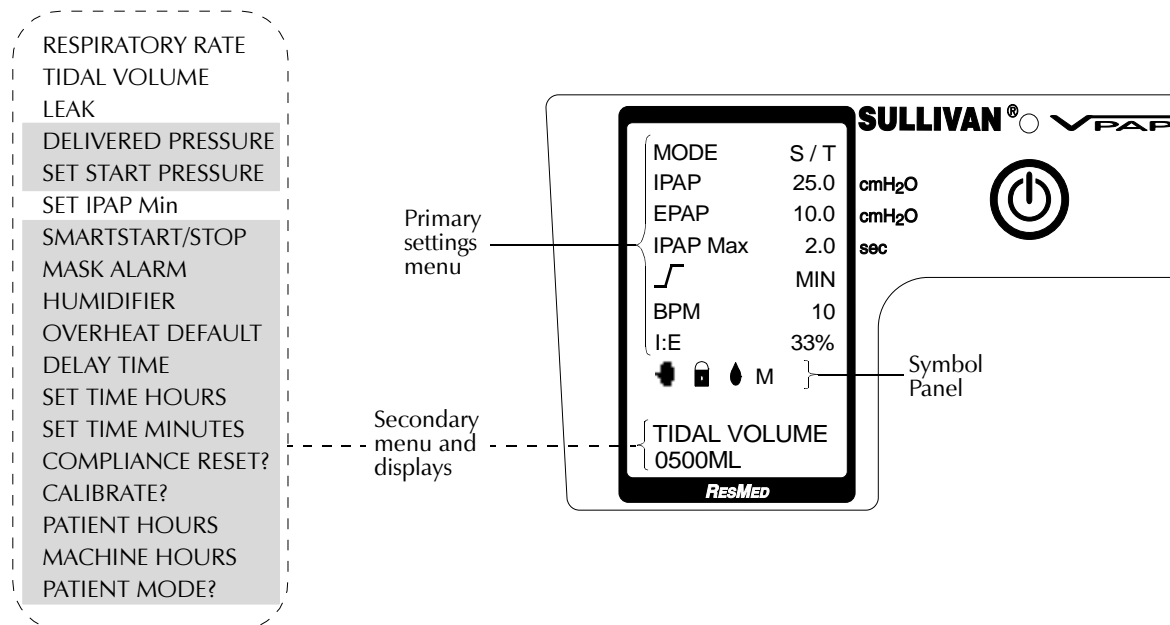 RESPIRATORY RATE
TIDAL VOLUME
LEAK
DELIVERED PRESSURE
SET START PRESSURE
SET IPAP Min
SMARTSTART/STOP
MASK ALARM
HUMIDIFIER
OVERHEAT DEFAULT
DELAY TIME
SET TIME HOURS
SET TIME MINUTES
COMPLIANCE RESET?
CALIBRATE?
PATIENT HOURS
MACHINE HOURS
PATIENT MODE?
Primary
settings
menu
Secondary
menu and
displays
MODE S / T
IPAP 25.0 cmH2O
EPAP 10.0 cmH2O
IPAP Max 2.0 sec
MIN
BPM 10
I:E 33%
M
TIDAL VOLUME
0500ML
RESMED
SULLIVAN ® VPAP
Symbol
Panel